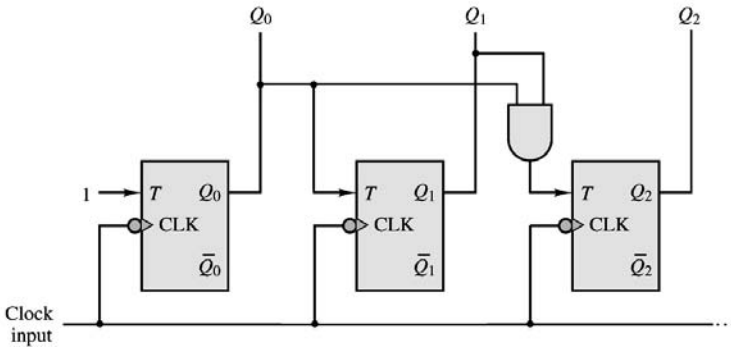 Q₀ Q₁ Q₂
1 T Q₀ T Q₁ T Q₂
CLK CLK CLK
Q̅₀ Q̅₁ Q̅₂
Clock
input